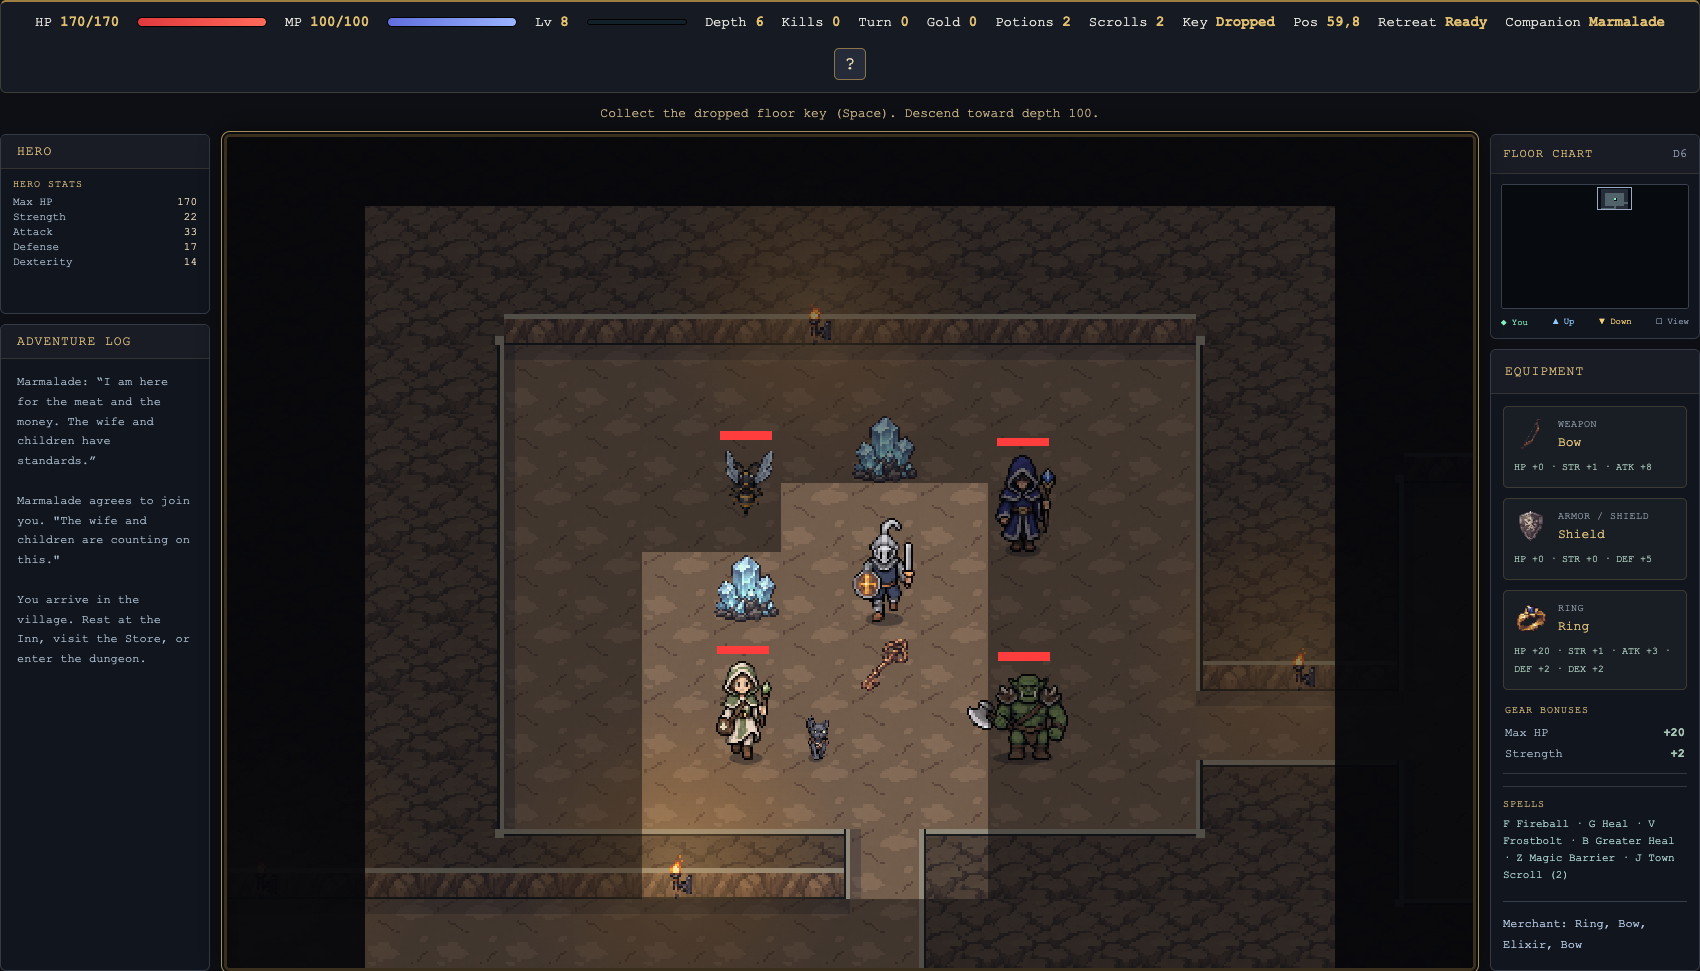 HP 170/170 MP 100/100 Lv 8 Depth 6 Kills 0 Turn 0 Gold 0 Potions 2 Scrolls 2 Key Dropped Pos 59,8 Retreat Ready Companion Marmalade
?
Collect the dropped floor key (Space). Descend toward depth 100.
HERO
HERO STATS
Max HP 170
Strength 22
Attack 33
Defense 17
Dexterity 14
ADVENTURE LOG
Marmalade: “I am here
for the meat and the
money. The wife and
children have
standards.”
Marmalade agrees to join
you. "The wife and
children are counting on
this."
You arrive in the
village. Rest at the
Inn, visit the Store, or
enter the dungeon.
FLOOR CHART D6
◆ You ▲ Up ▼ Down □ View
EQUIPMENT
WEAPON
Bow
HP +0 · STR +1 · ATK +8
ARMOR / SHIELD
Shield
HP +0 · STR +0 · DEF +5
RING
Ring
HP +20 · STR +1 · ATK +3 ·
DEF +2 · DEX +2
GEAR BONUSES
Max HP +20
Strength +2
SPELLS
F Fireball · G Heal · V
Frostbolt · B Greater Heal
· Z Magic Barrier · J Town
Scroll (2)
Merchant: Ring, Bow,
Elixir, Bow